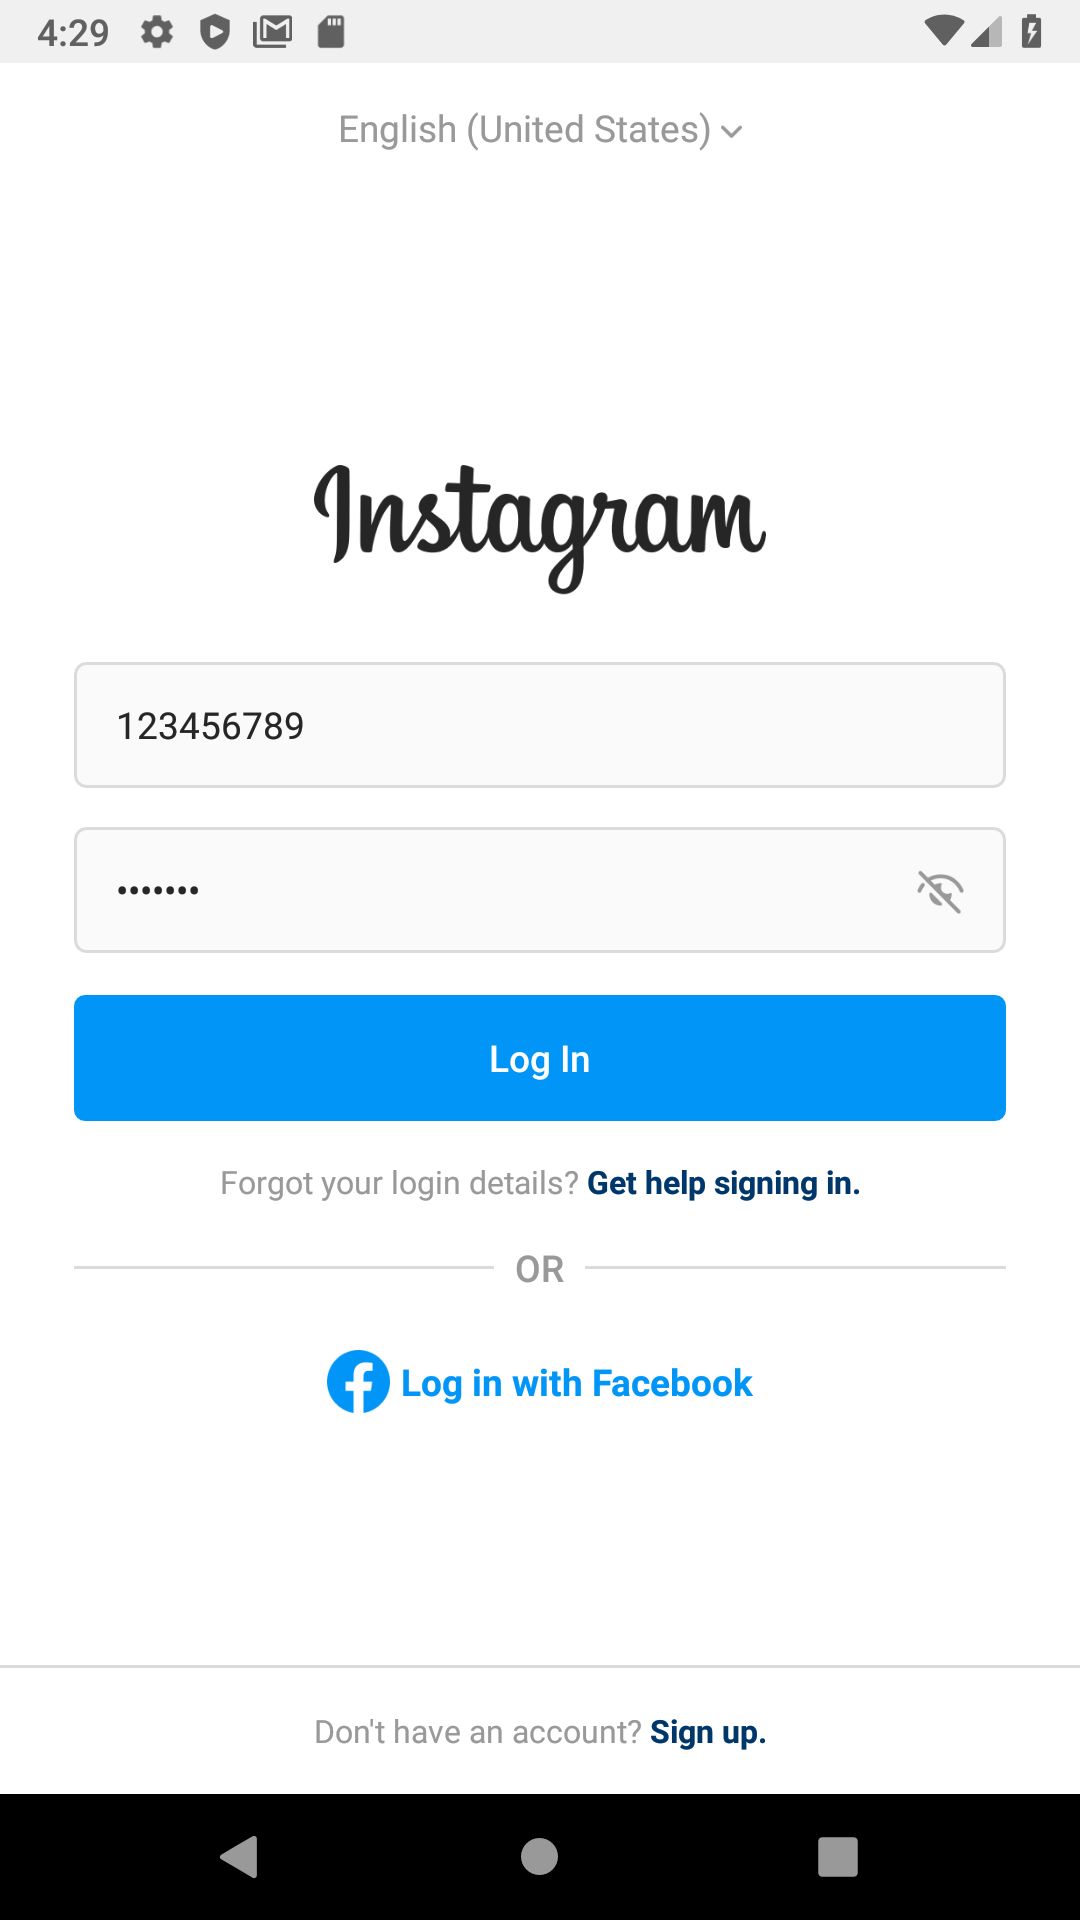 4:29
English (United States)
Instagram
123456789
•••••••
Log In
Forgot your login details? Get help signing in.
OR
Log in with Facebook
Don't have an account? Sign up.